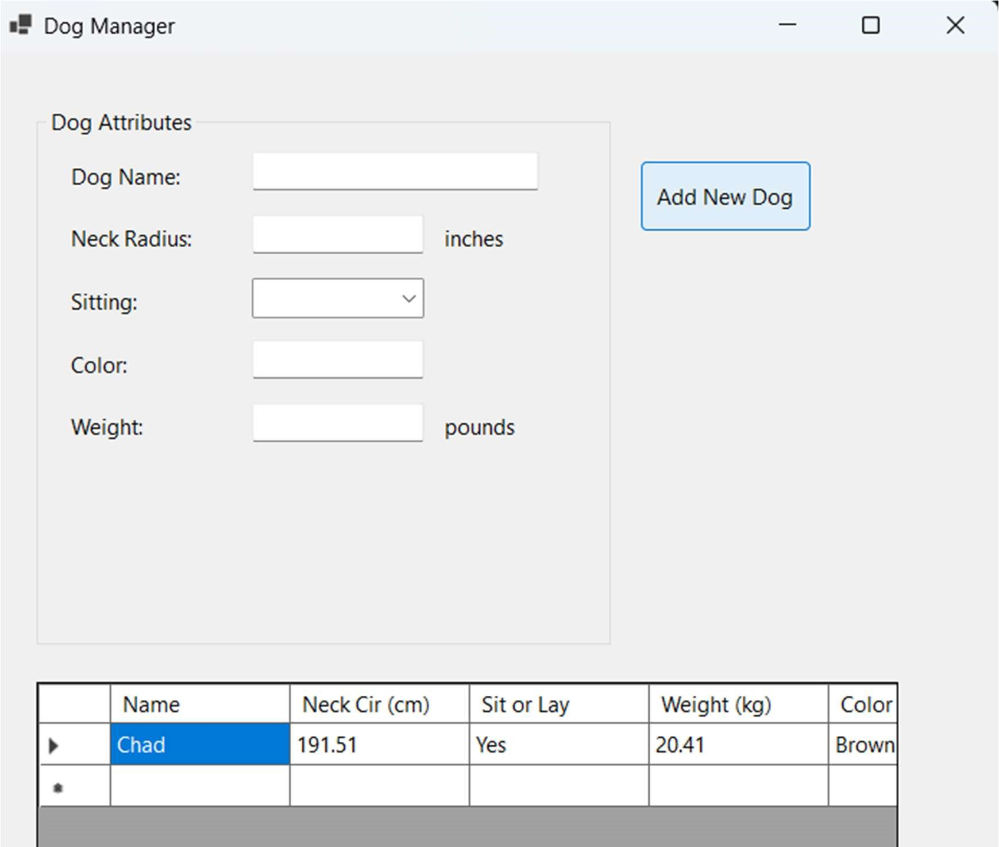 Dog Manager
Dog Attributes
Dog Name:
Add New Dog
Neck Radius: inches
Sitting:
Color:
Weight: pounds
Name Neck Cir (cm) Sit or Lay Weight (kg) Color
Chad 191.51 Yes 20.41 Brown